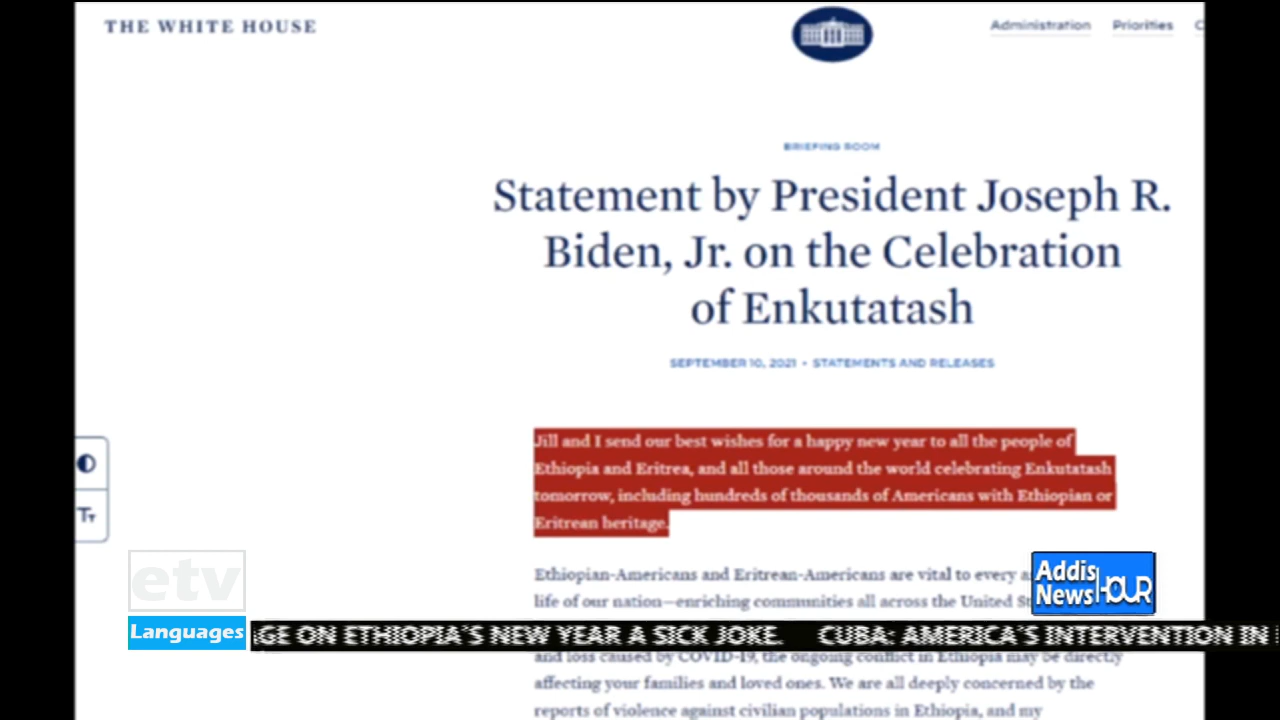 THE WHITE HOUSE
Administration
Priorities
BRIEFING ROOM
Statement by President Joseph R.
Biden, Jr. on the Celebration
of Enkutatash
SEPTEMBER 10, 2021 • STATEMENTS AND RELEASES
Jill and I send our best wishes for a happy new year to all the people of
Ethiopia and Eritrea, and all those around the world celebrating Enkutatash
tomorrow, including hundreds of thousands of Americans with Ethiopian or
Eritrean heritage.
Tт
Ethiopian-Americans and Eritrean-Americans are vital to every
life of our nation—enriching communities all across the United
etv
Addis
News HOUR
Languages
GE ON ETHIOPIA'S NEW YEAR A SICK JOKE. CUBA: AMERICA'S INTERVENTION IN
and loss caused by COVID-19, the ongoing conflict in Ethiopia may be directly
affecting your families and loved ones. We are all deeply concerned by the
reports of violence against civilian populations in Ethiopia, and my